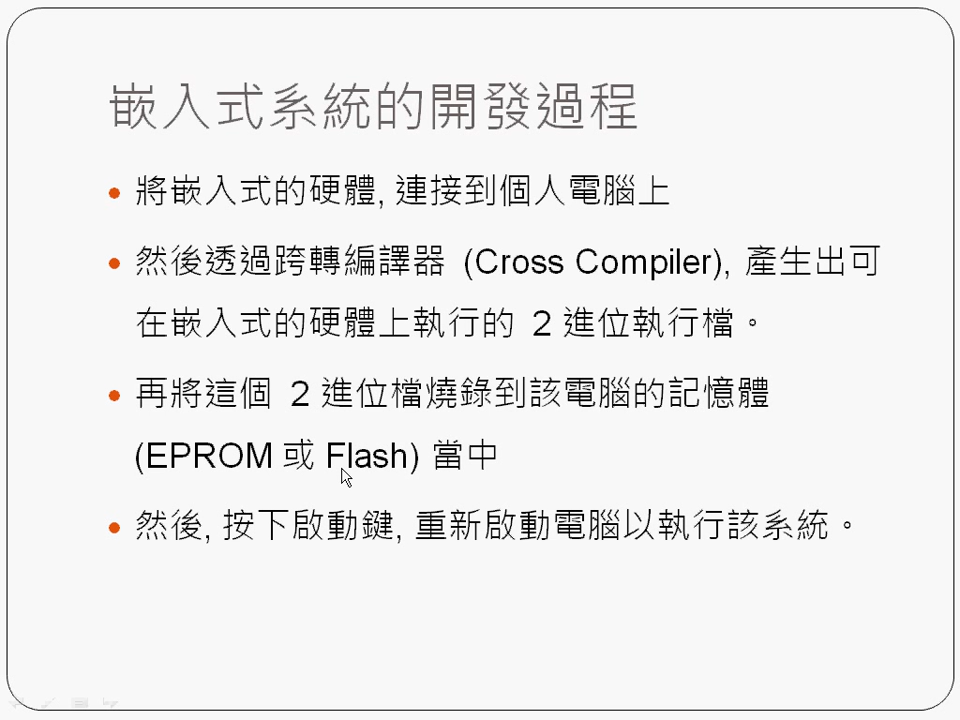 嵌入式系統的開發過程
將嵌入式的硬體, 連接到個人電腦上
然後透過跨轉編譯器 (Cross Compiler), 產生出可
在嵌入式的硬體上執行的 2 進位執行檔。
再將這個 2 進位檔燒錄到該電腦的記憶體
(EPROM 或 Flash) 當中
然後, 按下啟動鍵, 重新啟動電腦以執行該系統。